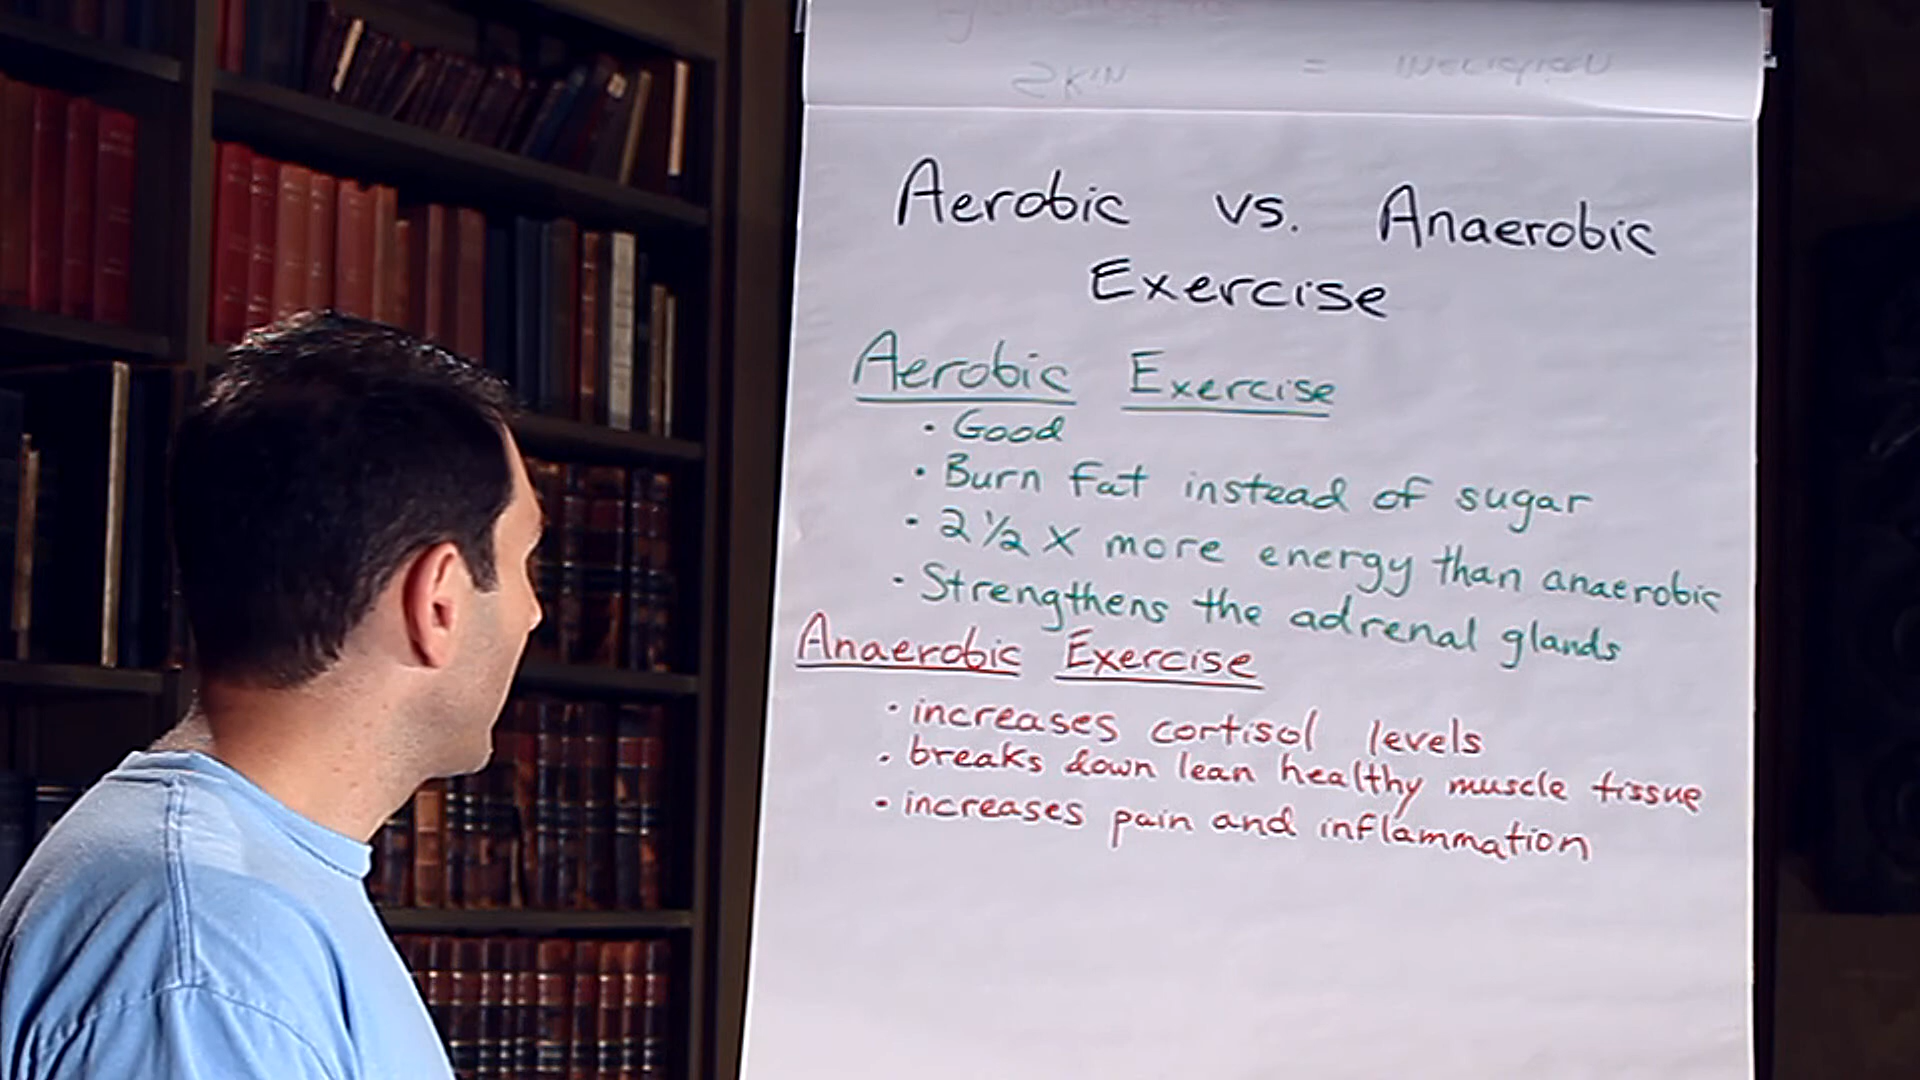 Aerobic vs. Anaerobic
Exercise
Aerobic Exercise
• Good
• Burn fat instead of sugar
• 2 1/2 X more energy than anaerobic
• Strengthens the adrenal glands
Anaerobic Exercise
• increases cortisol levels
• breaks down lean healthy muscle tissue
• increases pain and inflammation